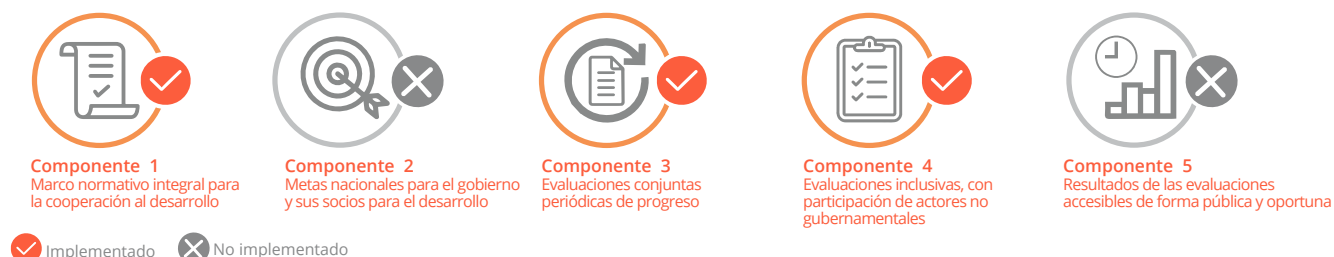 Componente 1
Marco normativo integral para
la cooperación al desarrollo
Componente 2
Metas nacionales para el gobierno
y sus socios para el desarrollo
Componente 3
Evaluaciones conjuntas
periódicas de progreso
Componente 4
Evaluaciones inclusivas, con
participación de actores no
gubernamentales
Componente 5
Resultados de las evaluaciones
accesibles de forma pública y oportuna
Implementado
No implementado